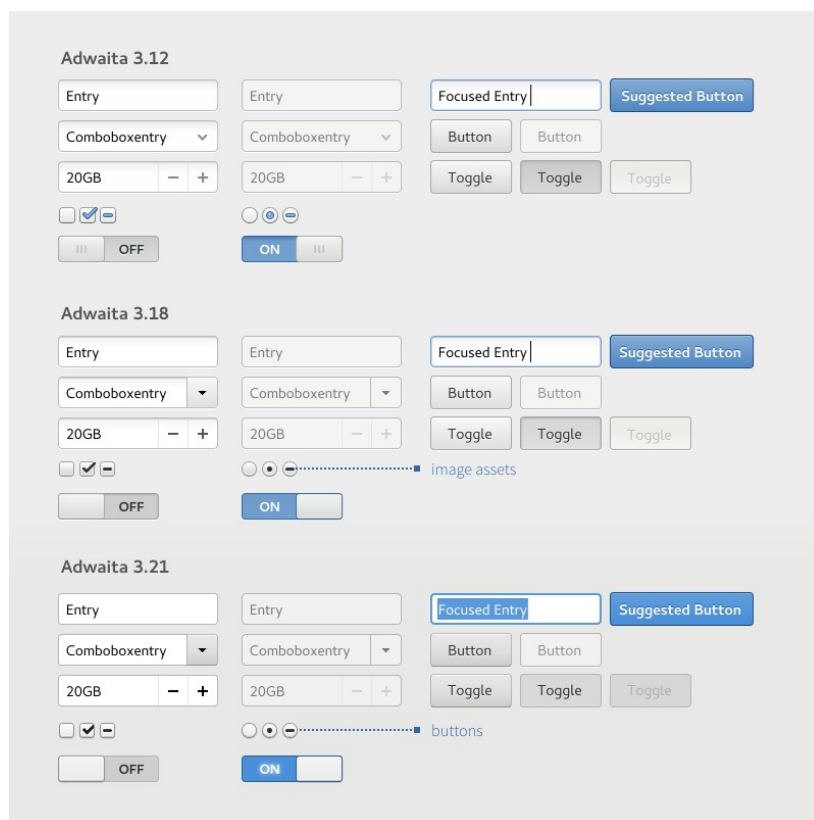 Adwaita 3.12
Entry Entry Focused Entry Suggested Button
Comboboxentry Comboboxentry Button Button
20GB 20GB Toggle Toggle Toggle
OFF ON
Adwaita 3.18
Entry Entry Focused Entry Suggested Button
Comboboxentry Comboboxentry Button Button
20GB 20GB Toggle Toggle Toggle
image assets
OFF ON
Adwaita 3.21
Entry Entry Focused Entry Suggested Button
Comboboxentry Comboboxentry Button Button
20GB 20GB Toggle Toggle Toggle
buttons
OFF ON